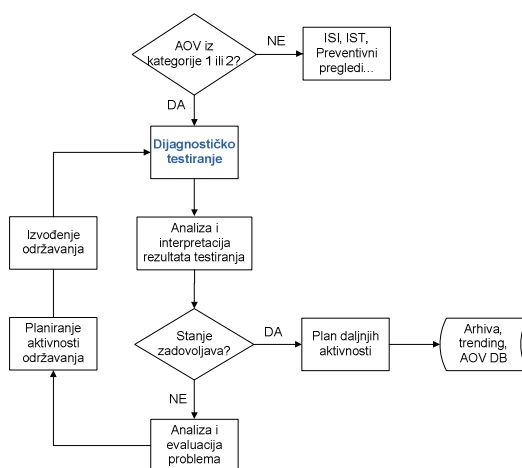 AOV iz
kategorije 1 ili 2?
NE
ISI, IST,
Preventivni
pregledi...
DA
Dijagnostičko
testiranje
Izvođenje
održavanja
Analiza i
interpretacija
rezultata testiranja
Planiranje
aktivnosti
održavanja
Stanje
zadovoljava?
DA
Plan daljnjih
aktivnosti
Arhiva,
trending,
AOV DB
NE
Analiza i
evaluacija
problema